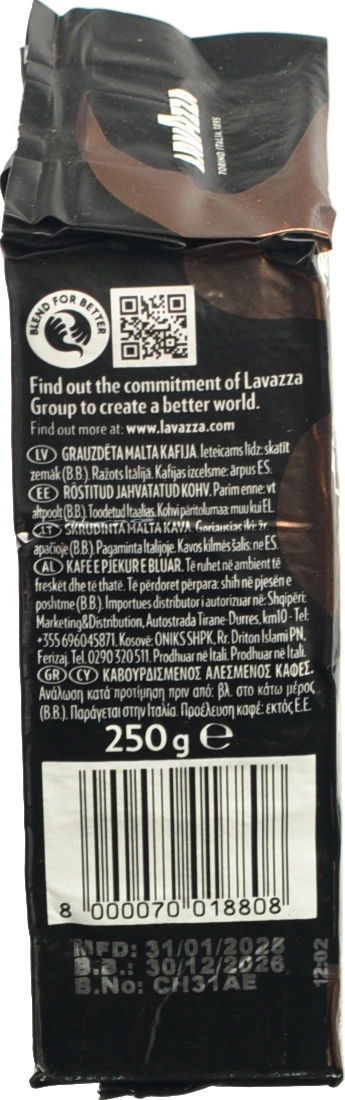 LAVAZZA
TORINO, ITALIA, 1895
BLEND FOR BETTER
Find out the commitment of Lavazza
Group to create a better world.
Find out more at: www.lavazza.com
LV GRAUZDĒTA MALTA KAFIJA. Ieteicams līdz: skatīt
zemāk (B.B.). Ražots Itālijā. Kafijas izcelsme: ārpus ES.
EE RÖSTITUD JAHVATATUD KOHV. Parim enne: vt
altpoolt (B.B.). Toodetud Itaalias. Kohvi päritolumaa: muu kui EL.
LT SKRUDINTA MALTA KAVA. Geriausias iki: žr.
apačioje (B.B.). Pagaminta Italijoje. Kavos kilmės šalis: ne ES.
AL KAFE E PJEKUR E BLUAR. Të ruhet në ambient të
freskët dhe të thatë. Të përdoret përpara: shih në pjesën e
poshtme (B.B.). Importues distributor i autorizuar në: Shqipëri:
Marketing&Distribution, Autostrada Tirane-Durres, km10 - Tel:
+355 696045871, Kosovë: ONIKS SHPK, Rr. Driton Islami PN,
Ferizaj. Tel. 0290 320 511. Prodhuar në Itali. Prodhuar në Itali.
GR CY ΚΑΒΟΥΡΔΙΣΜΕΝΟΣ ΑΛΕΣΜΕΝΟΣ ΚΑΦΕΣ.
Ανάλωση κατά προτίμηση πριν από: βλ. στο κάτω μέρος
(B.B.). Παράγεται στην Ιταλία. Προέλευση καφέ: εκτός Ε.Ε.
250 g ℮
8 000070 018808
MFD: 31/01/2025
B.B.: 30/12/2026
B.No: CH31AE
12:02